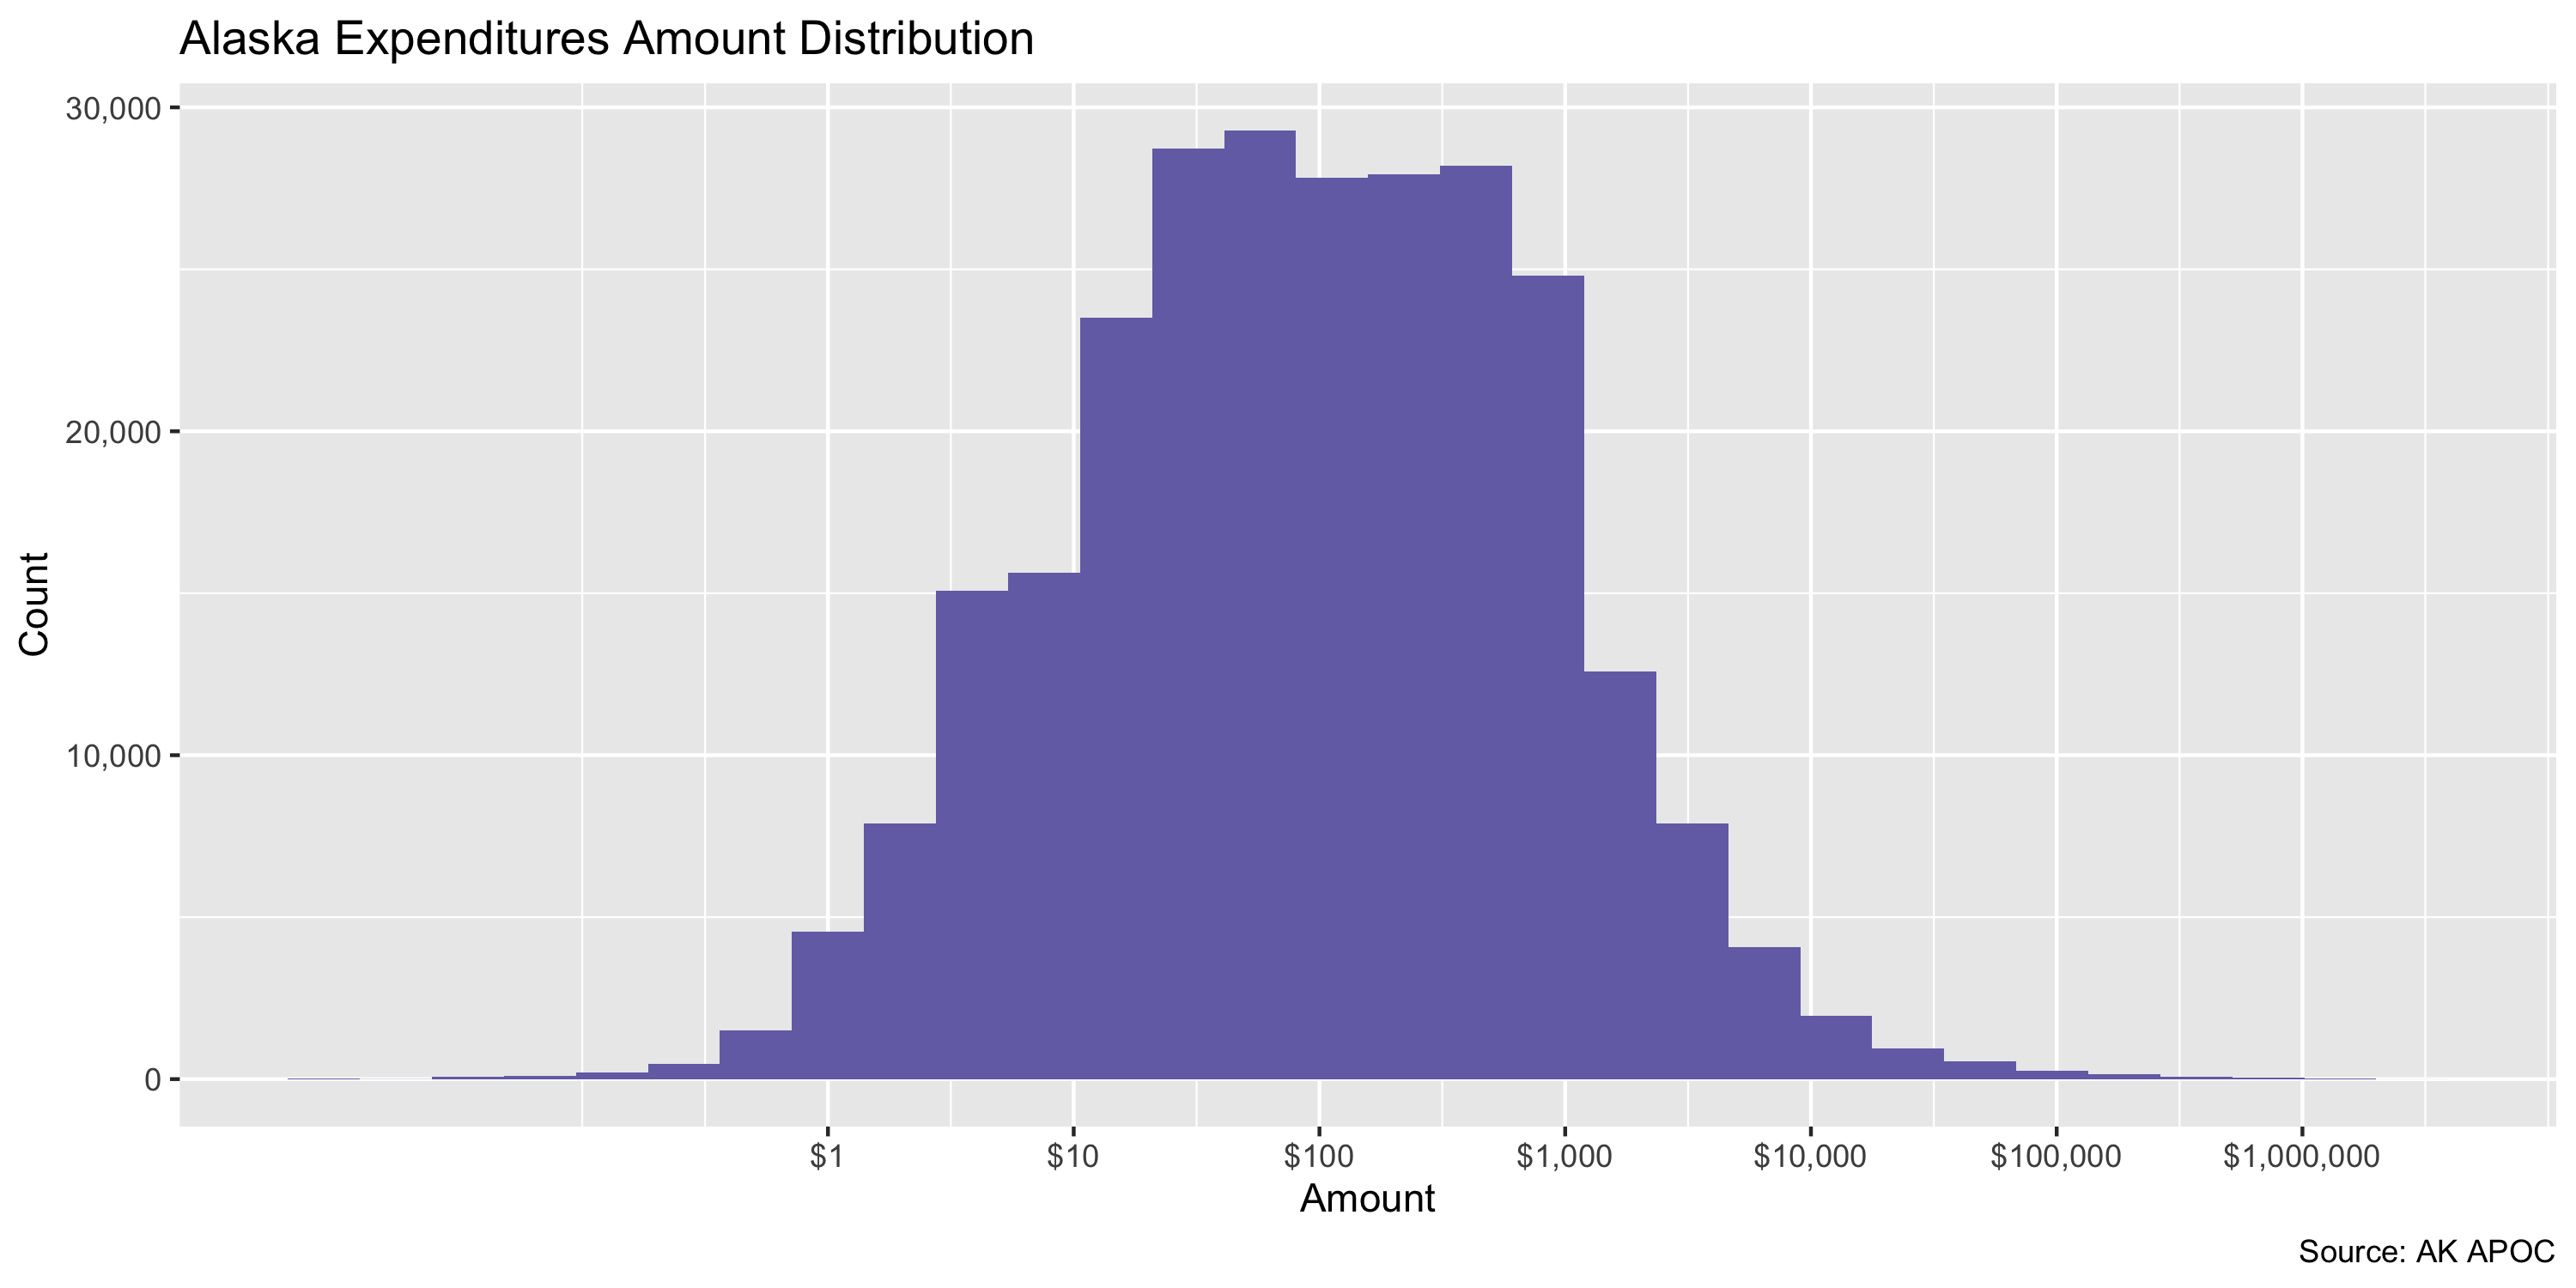 Alaska Expenditures Amount Distribution
30,000
20,000
10,000
0
Count
$1 $10 $100 $1,000 $10,000 $100,000 $1,000,000
Amount
Source: AK APOC